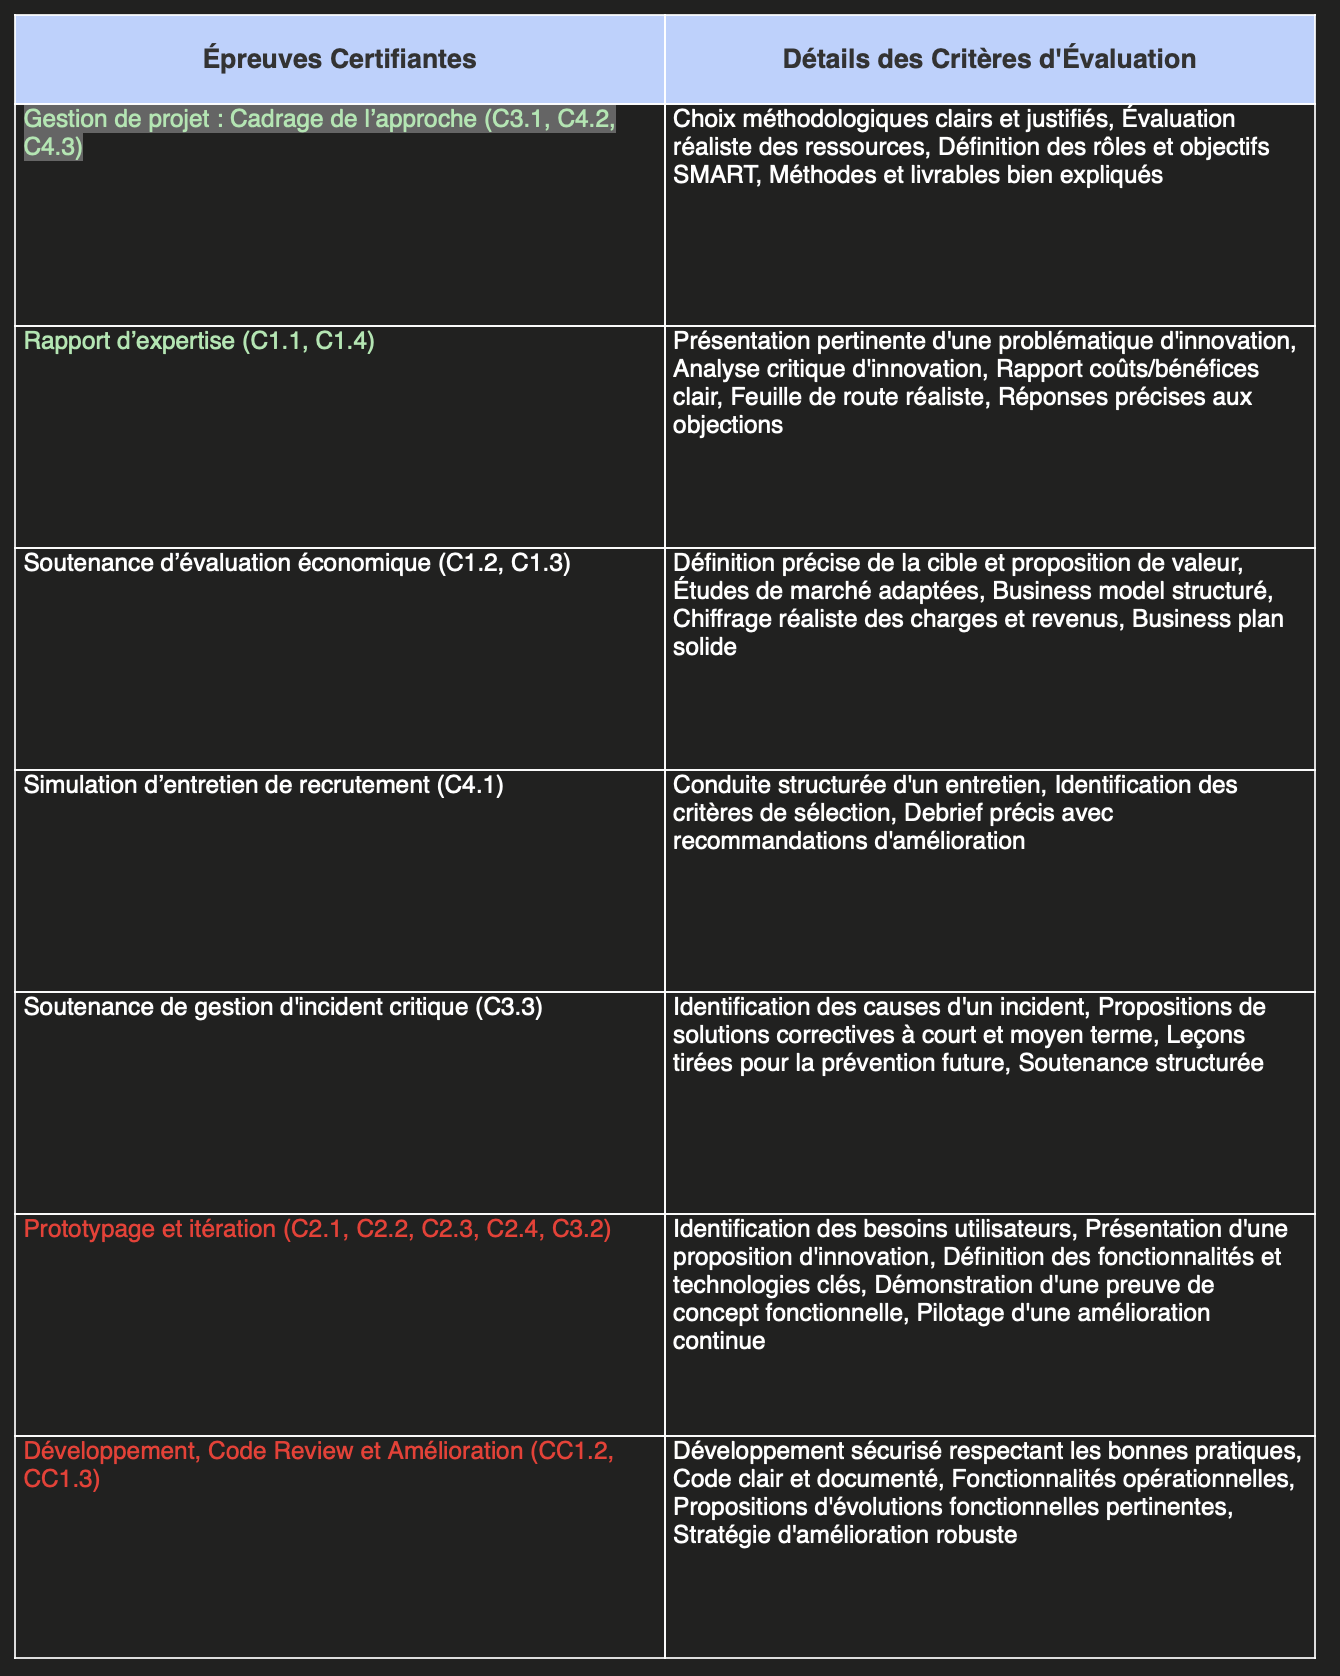 Épreuves Certifiantes
Détails des Critères d'Évaluation
Gestion de projet : Cadrage de l’approche (C3.1, C4.2,
C4.3)
Choix méthodologiques clairs et justifiés, Évaluation
réaliste des ressources, Définition des rôles et objectifs
SMART, Méthodes et livrables bien expliqués
Rapport d’expertise (C1.1, C1.4)
Présentation pertinente d'une problématique d'innovation,
Analyse critique d'innovation, Rapport coûts/bénéfices
clair, Feuille de route réaliste, Réponses précises aux
objections
Soutenance d’évaluation économique (C1.2, C1.3)
Définition précise de la cible et proposition de valeur,
Études de marché adaptées, Business model structuré,
Chiffrage réaliste des charges et revenus, Business plan
solide
Simulation d’entretien de recrutement (C4.1)
Conduite structurée d'un entretien, Identification des
critères de sélection, Debrief précis avec
recommandations d'amélioration
Soutenance de gestion d'incident critique (C3.3)
Identification des causes d'un incident, Propositions de
solutions correctives à court et moyen terme, Leçons
tirées pour la prévention future, Soutenance structurée
Prototypage et itération (C2.1, C2.2, C2.3, C2.4, C3.2)
Identification des besoins utilisateurs, Présentation d'une
proposition d'innovation, Définition des fonctionnalités et
technologies clés, Démonstration d'une preuve de
concept fonctionnelle, Pilotage d'une amélioration
continue
Développement, Code Review et Amélioration (CC1.2,
CC1.3)
Développement sécurisé respectant les bonnes pratiques,
Code clair et documenté, Fonctionnalités opérationnelles,
Propositions d'évolutions fonctionnelles pertinentes,
Stratégie d'amélioration robuste